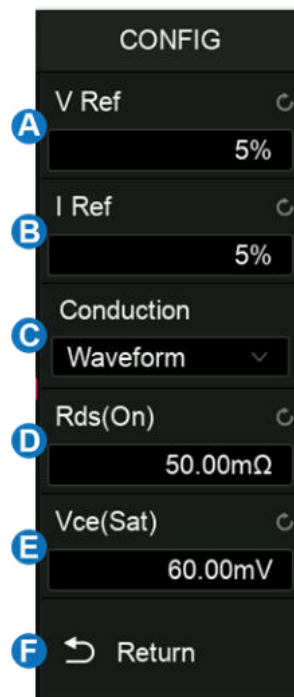 CONFIG
A
V Ref
5%
B
I Ref
5%
C
Conduction
Waveform
D
Rds(On)
50.00mΩ
E
Vce(Sat)
60.00mV
F
Return